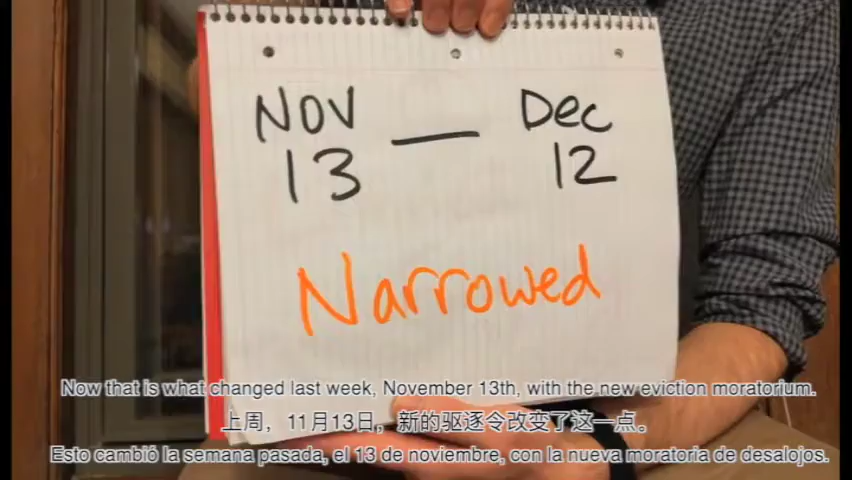 NOV — Dec
13 12
Narrowed
Now that is what changed last week, November 13th, with the new eviction moratorium.
上周，11月13日，新的驱逐令改变了这一点。
Esto cambió la semana pasada, el 13 de noviembre, con la nueva moratoria de desalojos.